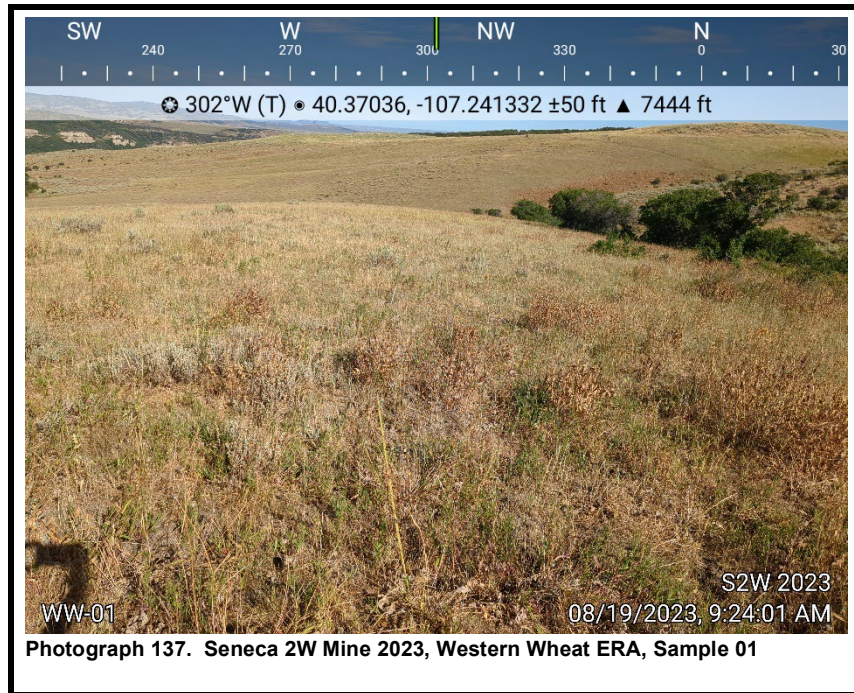 SW W NW N
240 270 300 330 0 30
302°W (T) 40.37036, -107.241332 ±50 ft ▲ 7444 ft
S2W 2023
WW-01 08/19/2023, 9:24:01 AM
Photograph 137. Seneca 2W Mine 2023, Western Wheat ERA, Sample 01